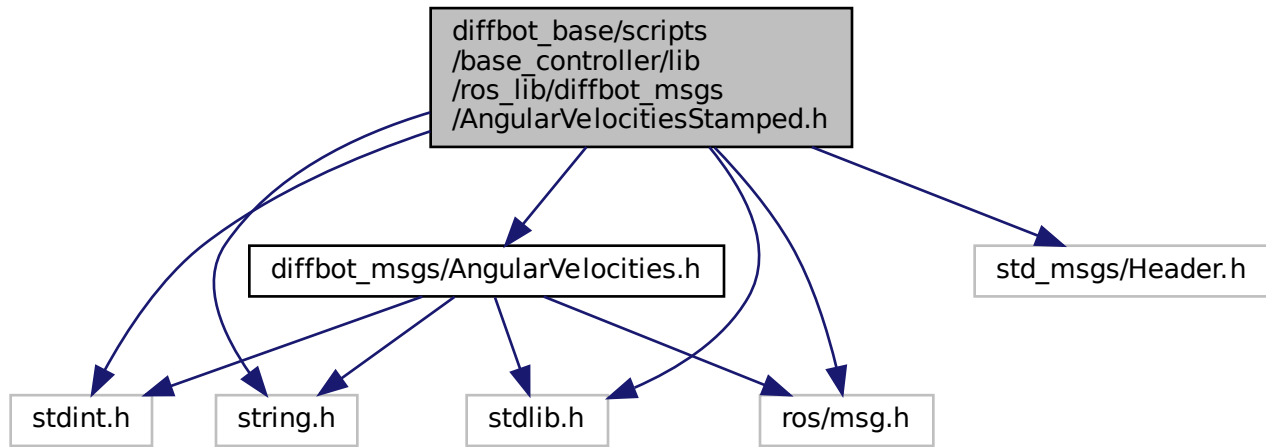 diffbot_base/scripts
/base_controller/lib
/ros_lib/diffbot_msgs
/AngularVelocitiesStamped.h
diffbot_msgs/AngularVelocities.h
std_msgs/Header.h
stdint.h
string.h
stdlib.h
ros/msg.h